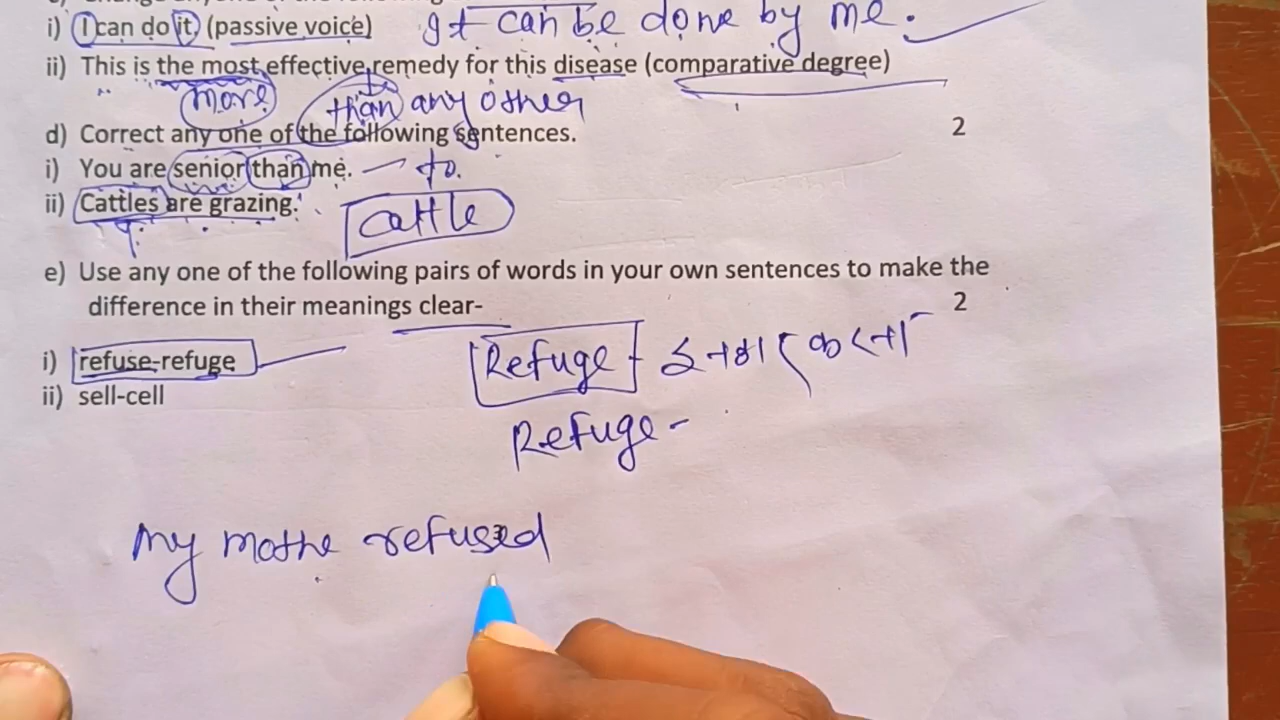 i) I can do it (passive voice) It can be done by me.
ii) This is the most effective remedy for this disease (comparative degree)
more than any other
d) Correct any one of the following sentences. 2
i) You are senior than me. – to.
ii) Cattles are grazing. Cattle
e) Use any one of the following pairs of words in your own sentences to make the
difference in their meanings clear- 2
i) refuse-refuge Refuge -
ii) sell-cell
Refuge -
My mothe refused